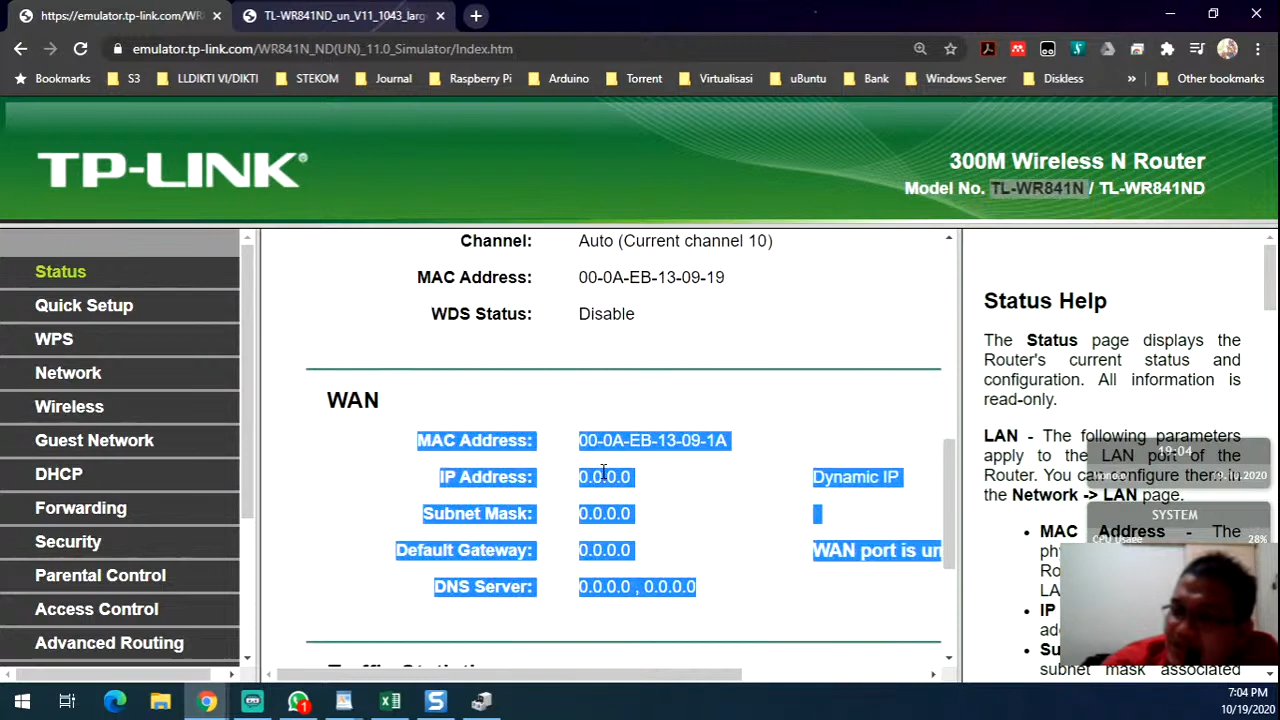 https://emulator.tp-link.com/WR
TL-WR841ND_un_V11_1043_larg
emulator.tp-link.com/WR841N_ND(UN)_11.0_Simulator/Index.htm
Bookmarks S3 LLDIKTI VI/DIKTI STEKOM Journal Raspberry Pi Arduino Torrent Virtualisasi uBuntu Bank Windows Server Diskless » Other bookmarks
TP-LINK®
300M Wireless N Router
Model No. TL-WR841N / TL-WR841ND
Status
Quick Setup
WPS
Network
Wireless
Guest Network
DHCP
Forwarding
Security
Parental Control
Access Control
Advanced Routing
Channel: Auto (Current channel 10)
MAC Address: 00-0A-EB-13-09-19
WDS Status: Disable
WAN
MAC Address: 00-0A-EB-13-09-1A
IP Address: 0.0.0.0 Dynamic IP
Subnet Mask: 0.0.0.0
Default Gateway: 0.0.0.0 WAN port is un
DNS Server: 0.0.0.0 , 0.0.0.0
Status Help
The Status page displays the
Router's current status and
configuration. All information is
read-only.
LAN - The following parameters
apply to the LAN port of the
Router. You can configure them in
the Network -> LAN page.
• MAC Address - The
• IP
subnet mask associated
19:04
2020
SYSTEM
CPU Usage 28%
1
7:04 PM
10/19/2020